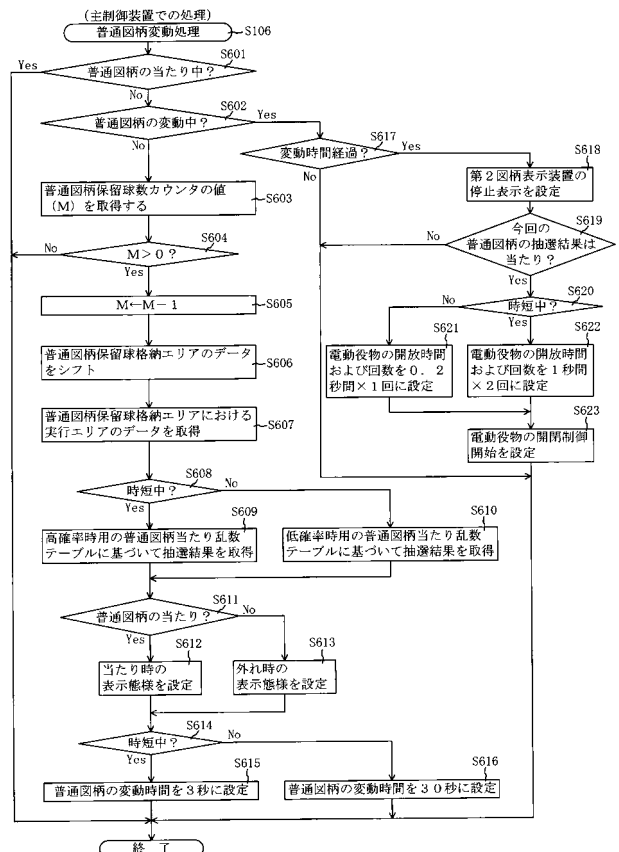 (主制御装置での処理)
普通図柄変動処理
S106
S601
普通図柄の当たり中?
Yes
No
S602
普通図柄の変動中?
Yes
No
S617
変動時間経過?
Yes
No
S618
第2図柄表示装置の
停止表示を設定
普通図柄保留球数カウンタの値
(M)を取得する
S603
S619
今回の
普通図柄の抽選結果は
当たり?
No
Yes
S604
M>0?
No
Yes
M←M-1
S605
S620
時短中?
No
Yes
S621
電動役物の開放時間
および回数を0.2
秒間×1回に設定
S622
電動役物の開放時間
および回数を1秒間
×2回に設定
普通図柄保留球格納エリアのデータ
をシフト
S606
S623
電動役物の開閉制御
開始を設定
普通図柄保留球格納エリアにおける
実行エリアのデータを取得
S607
S608
時短中?
No
Yes
S609
高確率時用の普通図柄当たり乱数
テーブルに基づいて抽選結果を取得
S610
低確率時用の普通図柄当たり乱数
テーブルに基づいて抽選結果を取得
S611
普通図柄の当たり?
No
Yes
S612
当たり時の
表示態様を設定
S613
外れ時の
表示態様を設定
S614
時短中?
No
Yes
S615
普通図柄の変動時間を3秒に設定
S616
普通図柄の変動時間を30秒に設定
終 了